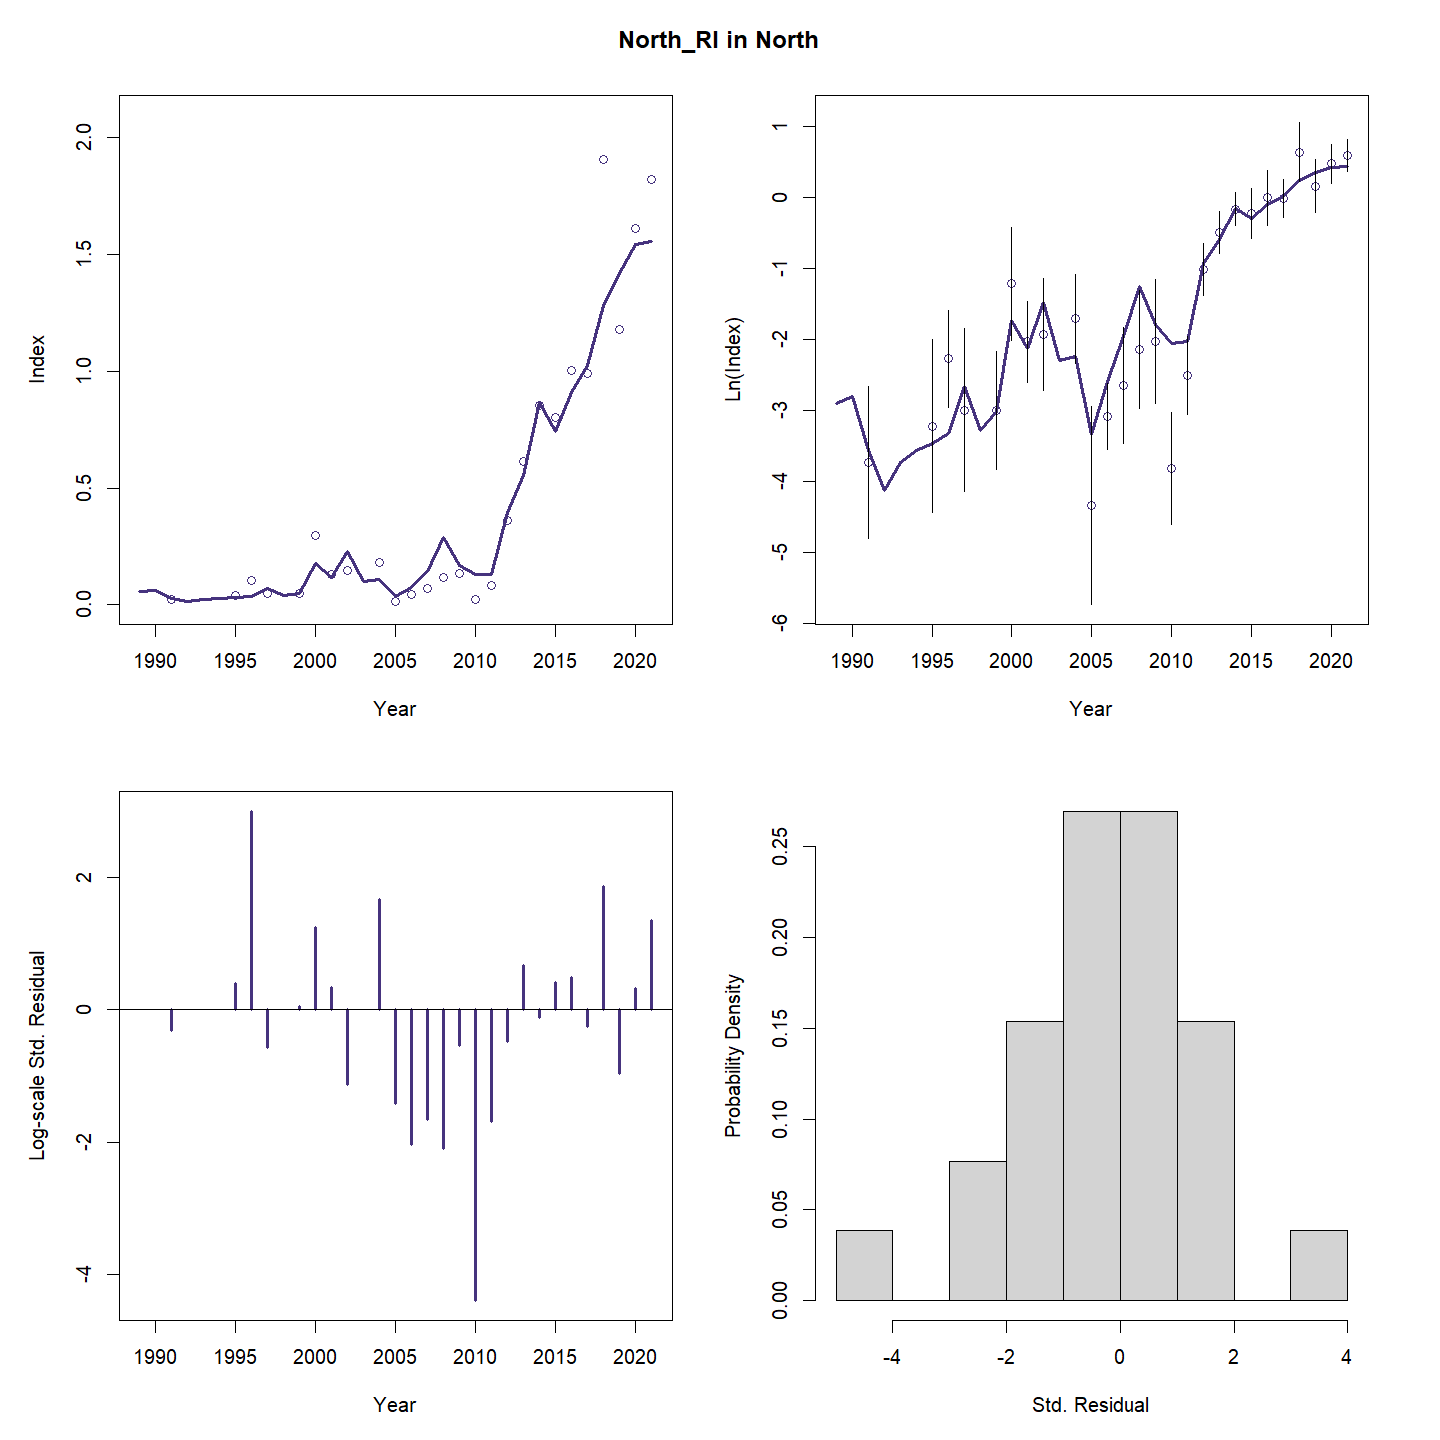 North_RI in North
Index
2.0
1.5
1.0
0.5
0.0
1990 1995 2000 2005 2010 2015 2020
Year
Ln(Index)
1
0
-1
-2
-3
-4
-5
-6
1990 1995 2000 2005 2010 2015 2020
Year
Log-scale Std. Residual
2
0
-2
-4
1990 1995 2000 2005 2010 2015 2020
Year
Probability Density
0.25
0.20
0.15
0.10
0.05
0.00
-4 -2 0 2 4
Std. Residual